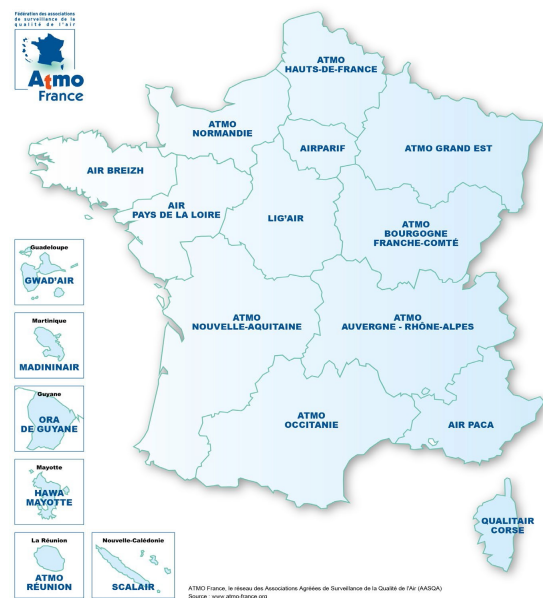 Fédération des associations
de surveillance de la
qualité de l'air
Atmo
France
ATMO
HAUTS-DE-FRANCE
ATMO
NORMANDIE
AIRPARIF
ATMO GRAND EST
AIR BREIZH
AIR
PAYS DE LA LOIRE
LIG'AIR
ATMO
BOURGOGNE
FRANCHE-COMTÉ
Guadeloupe
GWAD'AIR
ATMO
NOUVELLE-AQUITAINE
ATMO
AUVERGNE - RHÔNE-ALPES
Martinique
MADININAIR
Guyane
ORA
DE GUYANE
ATMO
OCCITANIE
AIR PACA
Mayotte
HAWA
MAYOTTE
QUALITAIR
CORSE
La Réunion
ATMO
RÉUNION
Nouvelle-Calédonie
SCALAIR
ATMO France, le réseau des Associations Agréées de Surveillance de la Qualité de l'Air (AASQA)
Source : www.atmo-france.org